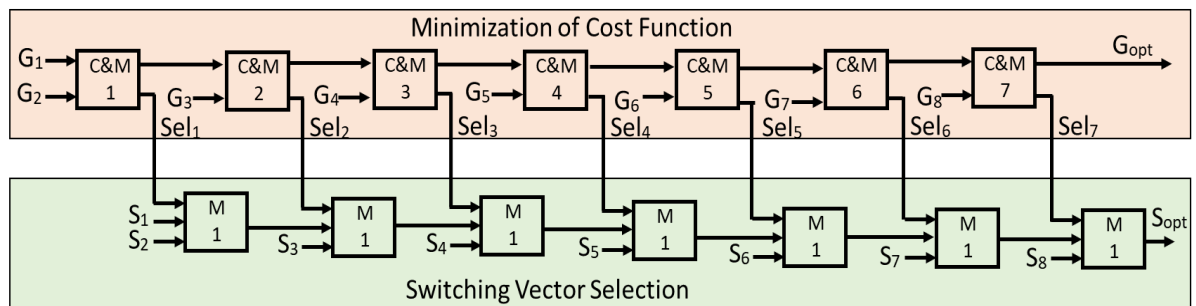 Minimization of Cost Function
G1
G2
C&M
1
G3
C&M
2
G4
C&M
3
G5
C&M
4
G6
C&M
5
G7
C&M
6
G8
C&M
7
Gopt
Sel1
Sel2
Sel3
Sel4
Sel5
Sel6
Sel7
S1
S2
M
1
S3
M
1
S4
M
1
S5
M
1
S6
M
1
S7
M
1
S8
M
1
Sopt
Switching Vector Selection